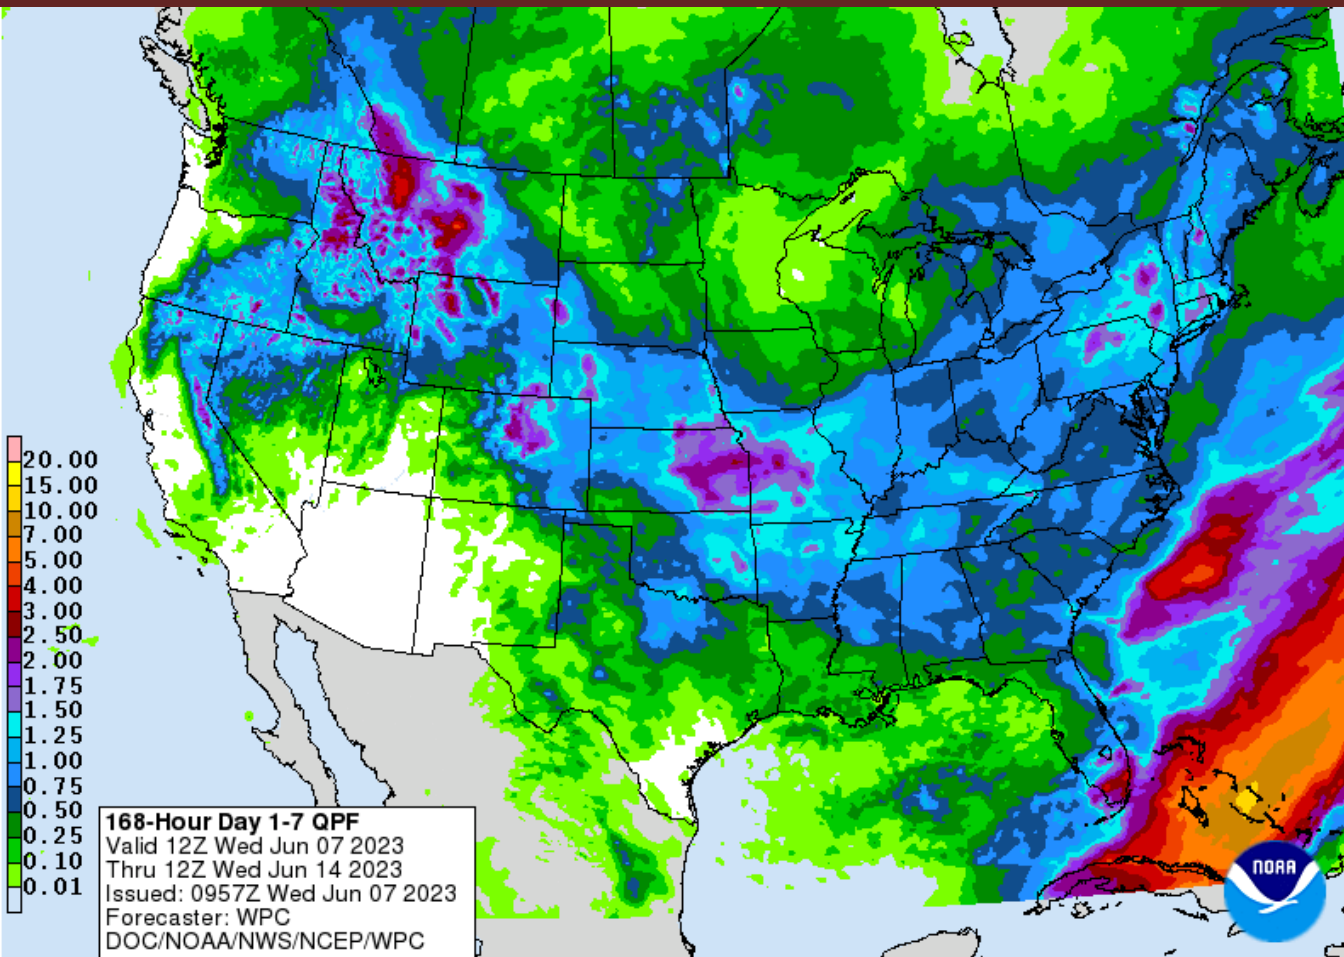 20.00
15.00
10.00
7.00
5.00
4.00
3.00
2.50
2.00
1.75
1.50
1.25
1.00
0.75
0.50
0.25
0.10
0.01
168-Hour Day 1-7 QPF
Valid 12Z Wed Jun 07 2023
Thru 12Z Wed Jun 14 2023
Issued: 0957Z Wed Jun 07 2023
Forecaster: WPC
DOC/NOAA/NWS/NCEP/WPC
NOAA